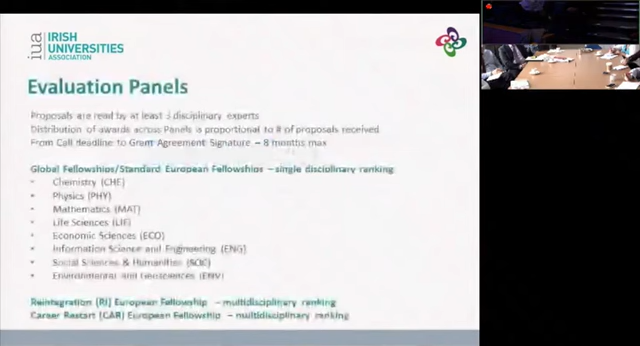 iua IRISH
UNIVERSITIES
ASSOCIATION
Evaluation Panels
Proposals are read by at least 3 disciplinary experts
Distribution of awards across Panels is proportional to # of proposals received
From Call deadline to Grant Agreement Signature – 8 months max
Global Fellowships/Standard European Fellowships – single disciplinary ranking
• Chemistry (CHE)
• Physics (PHY)
• Mathematics (MAT)
• Life Sciences (LIF)
• Economic Sciences (ECO)
• Information Science and Engineering (ENG)
• Social Sciences & Humanities (SOC)
• Environmental and Geosciences (ENV)
Reintegration (RI) European Fellowship – multidisciplinary ranking
Career Restart (CAR) European Fellowship – multidisciplinary ranking